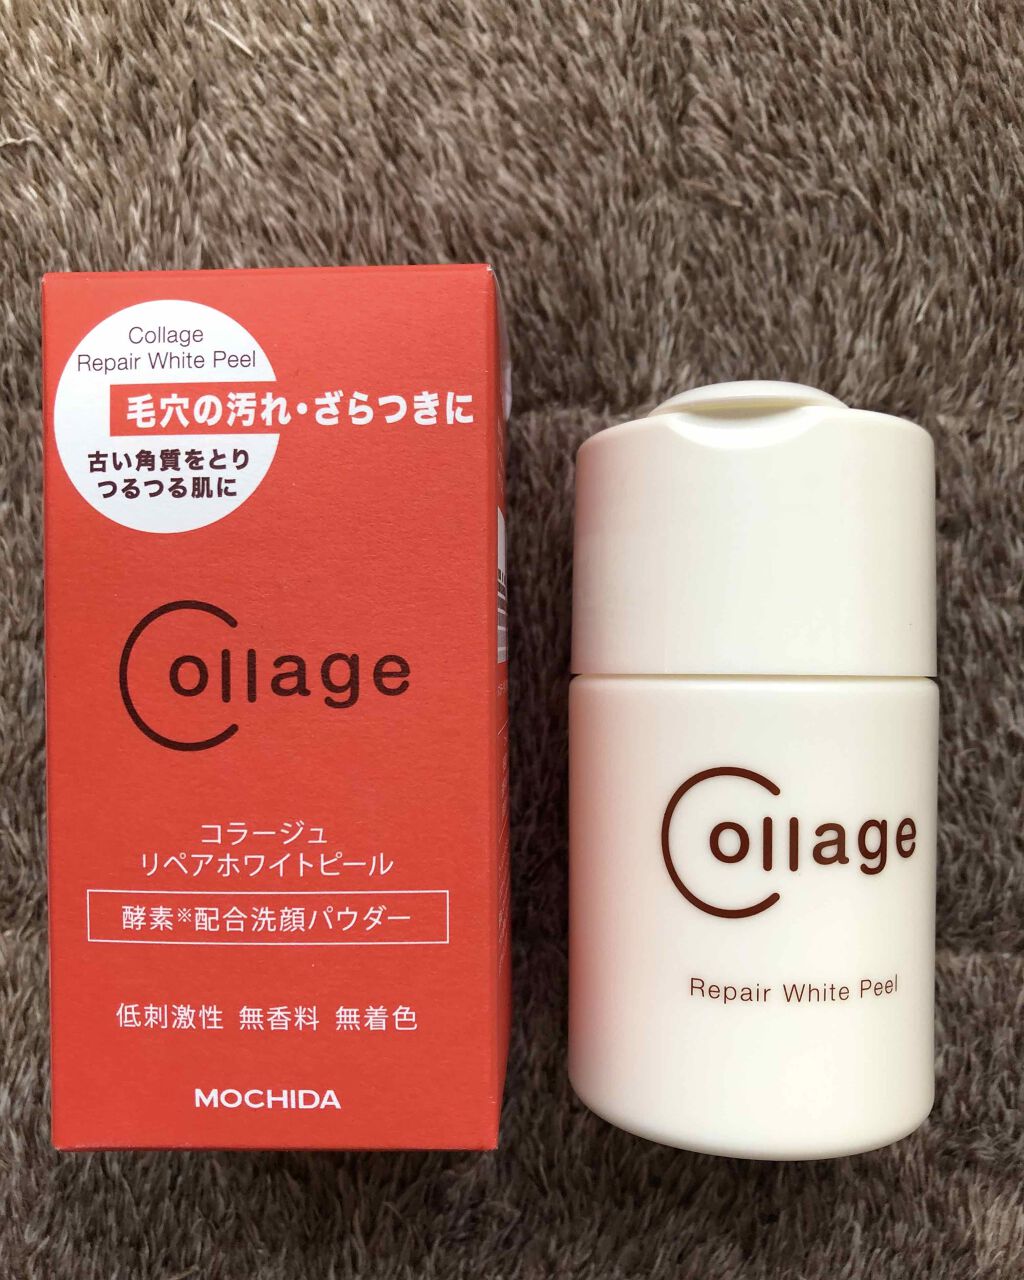 Collage
Repair White Peel
毛穴の汚れ・ざらつきに
古い角質をとり
つるつる肌に
Collage
コラージュ
リペアホワイトピール
酵素※配合洗顔パウダー
低刺激性 無香料 無着色
MOCHIDA
Collage
Repair White Peel